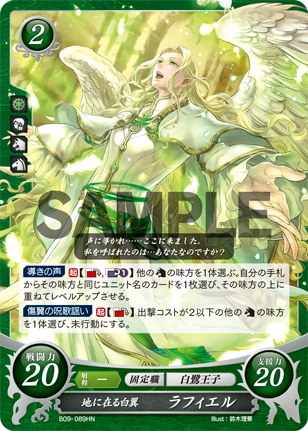 2
SAMPLE
声に導かれ……ここに来ました。
私を呼ばれたのは…あなたなのですか？
導きの声 起【、1】他のの味方を1体選ぶ。自分の手札
からその味方と同じユニット名のカードを1枚選び、その味方の上に
重ねてレベルアップさせる。
傷翼の呪歌謡い 起【】出撃コストが2以下の他のの味方を
1体選び、未行動にする。
戦闘力
20
射程
一
固定職
白鷺王子
支援力
20
地に在る白翼
ラフィエル
B09-089HN
Illust：鈴木理華